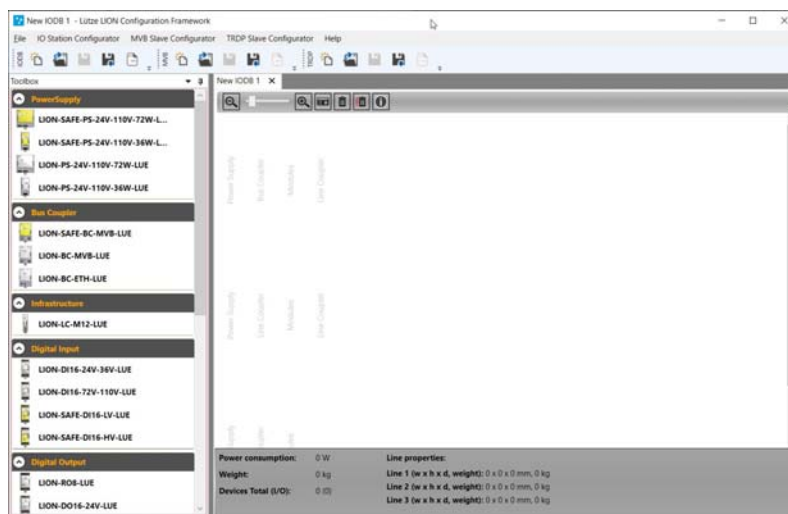 New IODB 1 - Lütze LION Configuration Framework
File IO Station Configurator MVB Slave Configurator TRDP Slave Configurator Help
IODB
MVB
TRDP
Toolbox
New IODB 1
PowerSupply
LION-SAFE-PS-24V-110V-72W-L...
LION-SAFE-PS-24V-110V-36W-L...
LION-PS-24V-110V-72W-LUE
LION-PS-24V-110V-36W-LUE
Bus Coupler
LION-SAFE-BC-MVB-LUE
LION-BC-MVB-LUE
LION-BC-ETH-LUE
Infrastructure
LION-LC-M12-LUE
Digital Input
LION-DI16-24V-36V-LUE
LION-DI16-72V-110V-LUE
LION-SAFE-DI16-LV-LUE
LION-SAFE-DI16-HV-LUE
Digital Output
LION-RO8-LUE
LION-DO16-24V-LUE
Power Supply
Bus Coupler
Modules
Line Coupler
Power Supply
Line Coupler
Modules
Line Coupler
Power consumption: 0 W
Weight: 0 kg
Devices Total (I/O): 0 (0)
Line properties:
Line 1 (w x h x d, weight): 0 x 0 x 0 mm, 0 kg
Line 2 (w x h x d, weight): 0 x 0 x 0 mm, 0 kg
Line 3 (w x h x d, weight): 0 x 0 x 0 mm, 0 kg